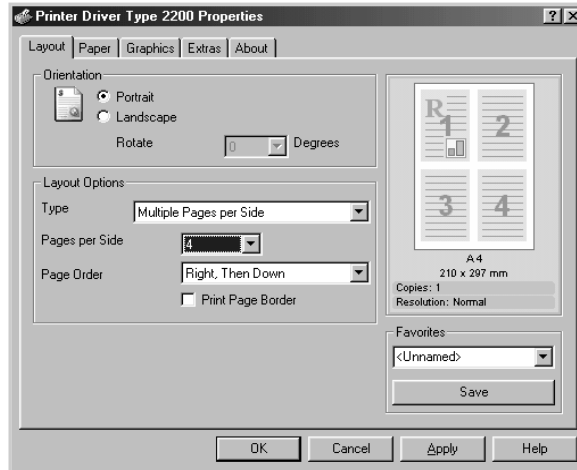 Printer Driver Type 2200 Properties
Layout Paper Graphics Extras About
Orientation
Portrait
Landscape
Rotate 0 Degrees
Layout Options
Type Multiple Pages per Side
Pages per Side 4
Page Order Right, Then Down
Print Page Border
R
1 2
3 4
A4
210 x 297 mm
Copies: 1
Resolution: Normal
Favorites
<Unnamed>
Save
OK Cancel Apply Help